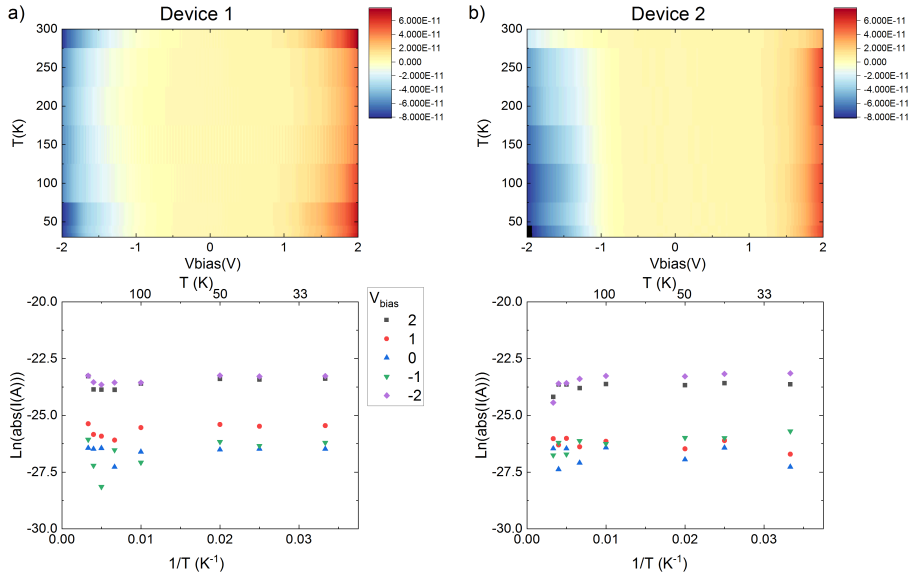 a)
Device 1
300
250
200
150
100
50
T(K)
-2
-1
0
1
2
Vbias(V)
6.000E-11
4.000E-11
2.000E-11
0.000
-2.000E-11
-4.000E-11
-6.000E-11
-8.000E-11
b)
Device 2
300
250
200
150
100
50
T(K)
-2
-1
0
1
2
Vbias(V)
6.000E-11
4.000E-11
2.000E-11
0.000
-2.000E-11
-4.000E-11
-6.000E-11
-8.000E-11
T (K)
100
50
33
-20.0
-22.5
-25.0
-27.5
-30.0
Ln(abs(I(A)))
0.00
0.01
0.02
0.03
1/T (K⁻¹)
Vbias
2
1
0
-1
-2
T (K)
100
50
33
-20.0
-22.5
-25.0
-27.5
-30.0
Ln(abs(I(A)))
0.00
0.01
0.02
0.03
1/T (K⁻¹)